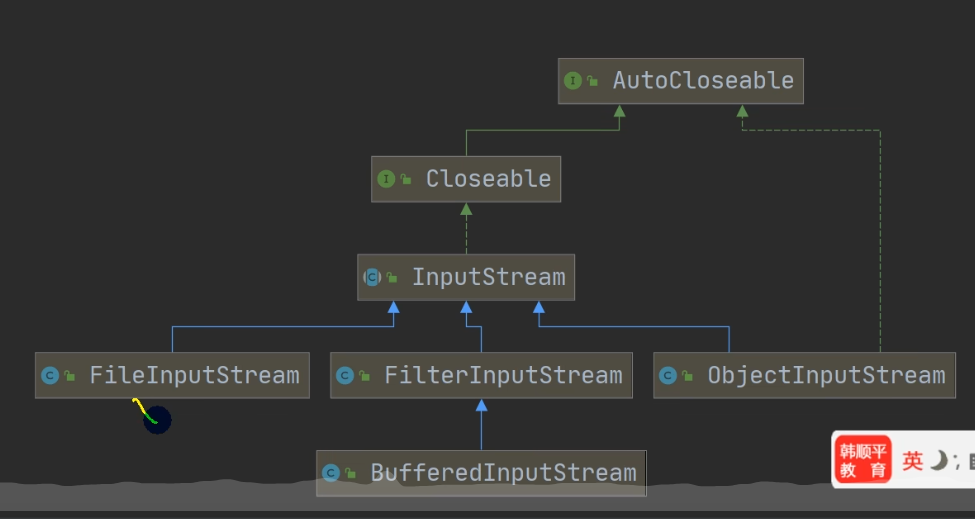 AutoCloseable
Closeable
InputStream
FileInputStream
FilterInputStream
ObjectInputStream
BufferedInputStream
韩顺平
教 育
英